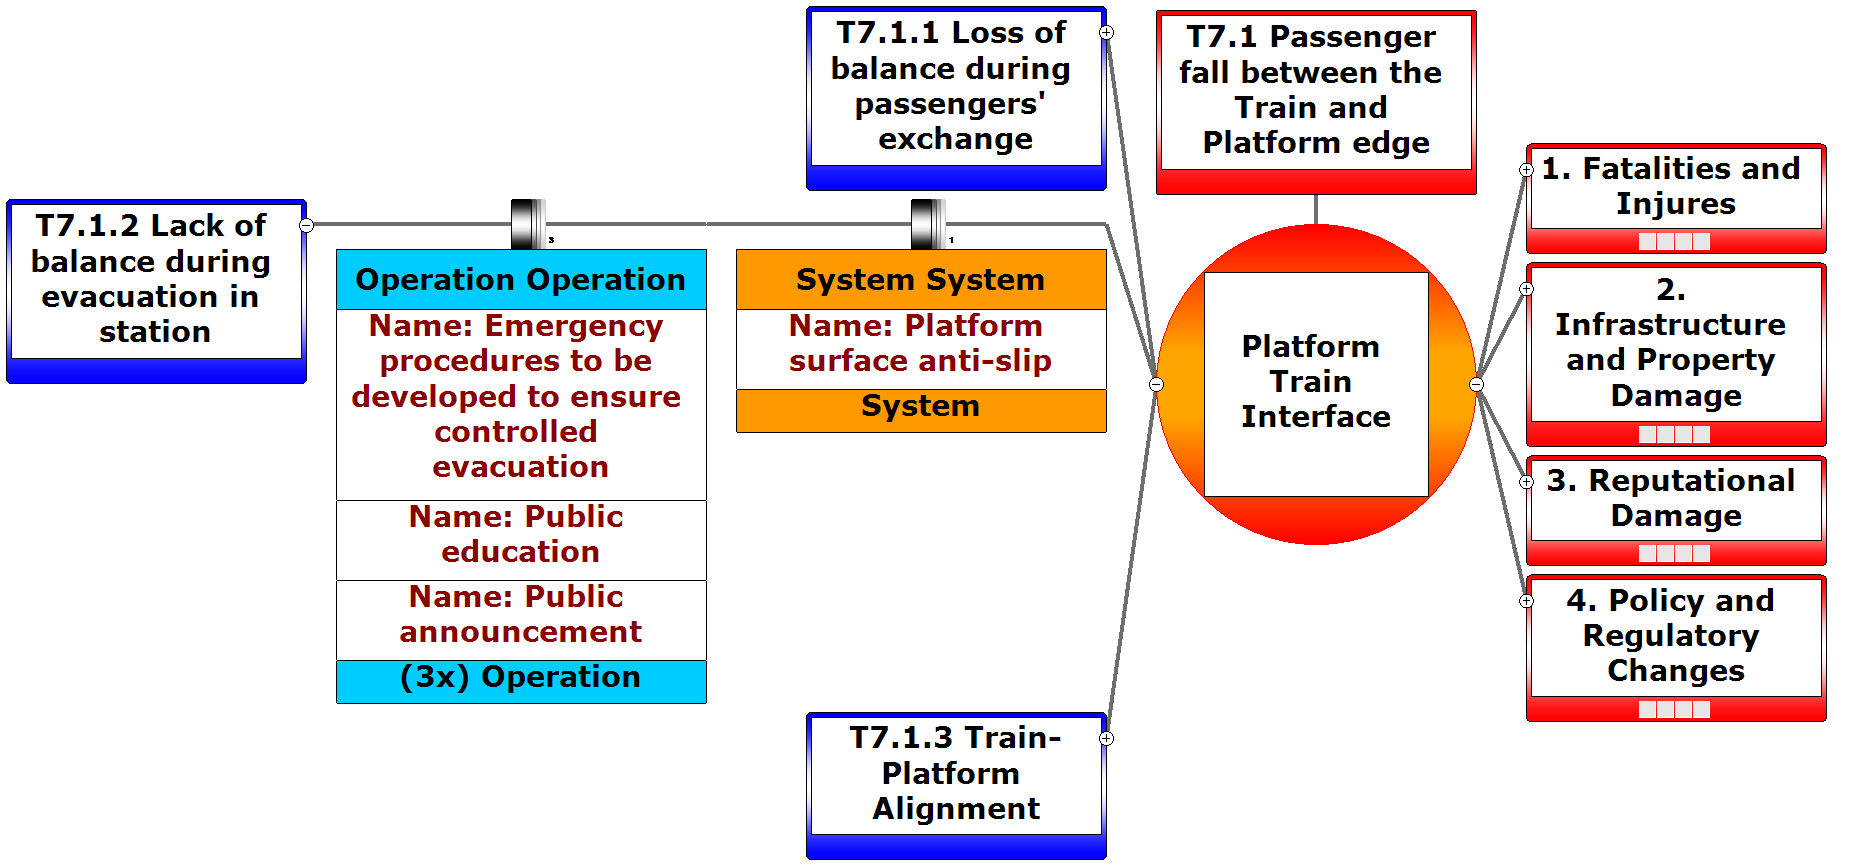 T7.1.1 Loss of
balance during
passengers'
exchange
T7.1 Passenger
fall between the
Train and
Platform edge
T7.1.2 Lack of
balance during
evacuation in
station
3
Operation Operation
Name: Emergency
procedures to be
developed to ensure
controlled
evacuation
Name: Public
education
Name: Public
announcement
(3x) Operation
1
System System
Name: Platform
surface anti-slip
System
T7.1.3 Train-
Platform
Alignment
Platform
Train
Interface
1. Fatalities and
Injures
2.
Infrastructure
and Property
Damage
3. Reputational
Damage
4. Policy and
Regulatory
Changes